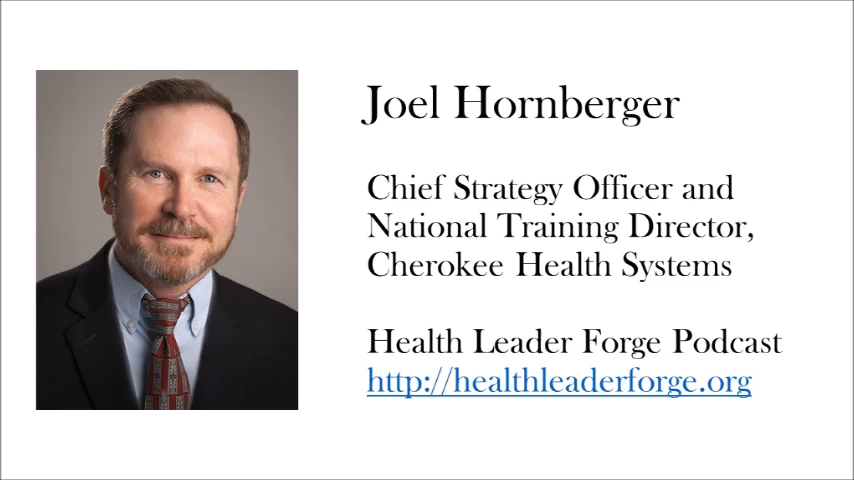 Joel Hornberger
Chief Strategy Officer and
National Training Director,
Cherokee Health Systems
Health Leader Forge Podcast
http://healthleaderforge.org